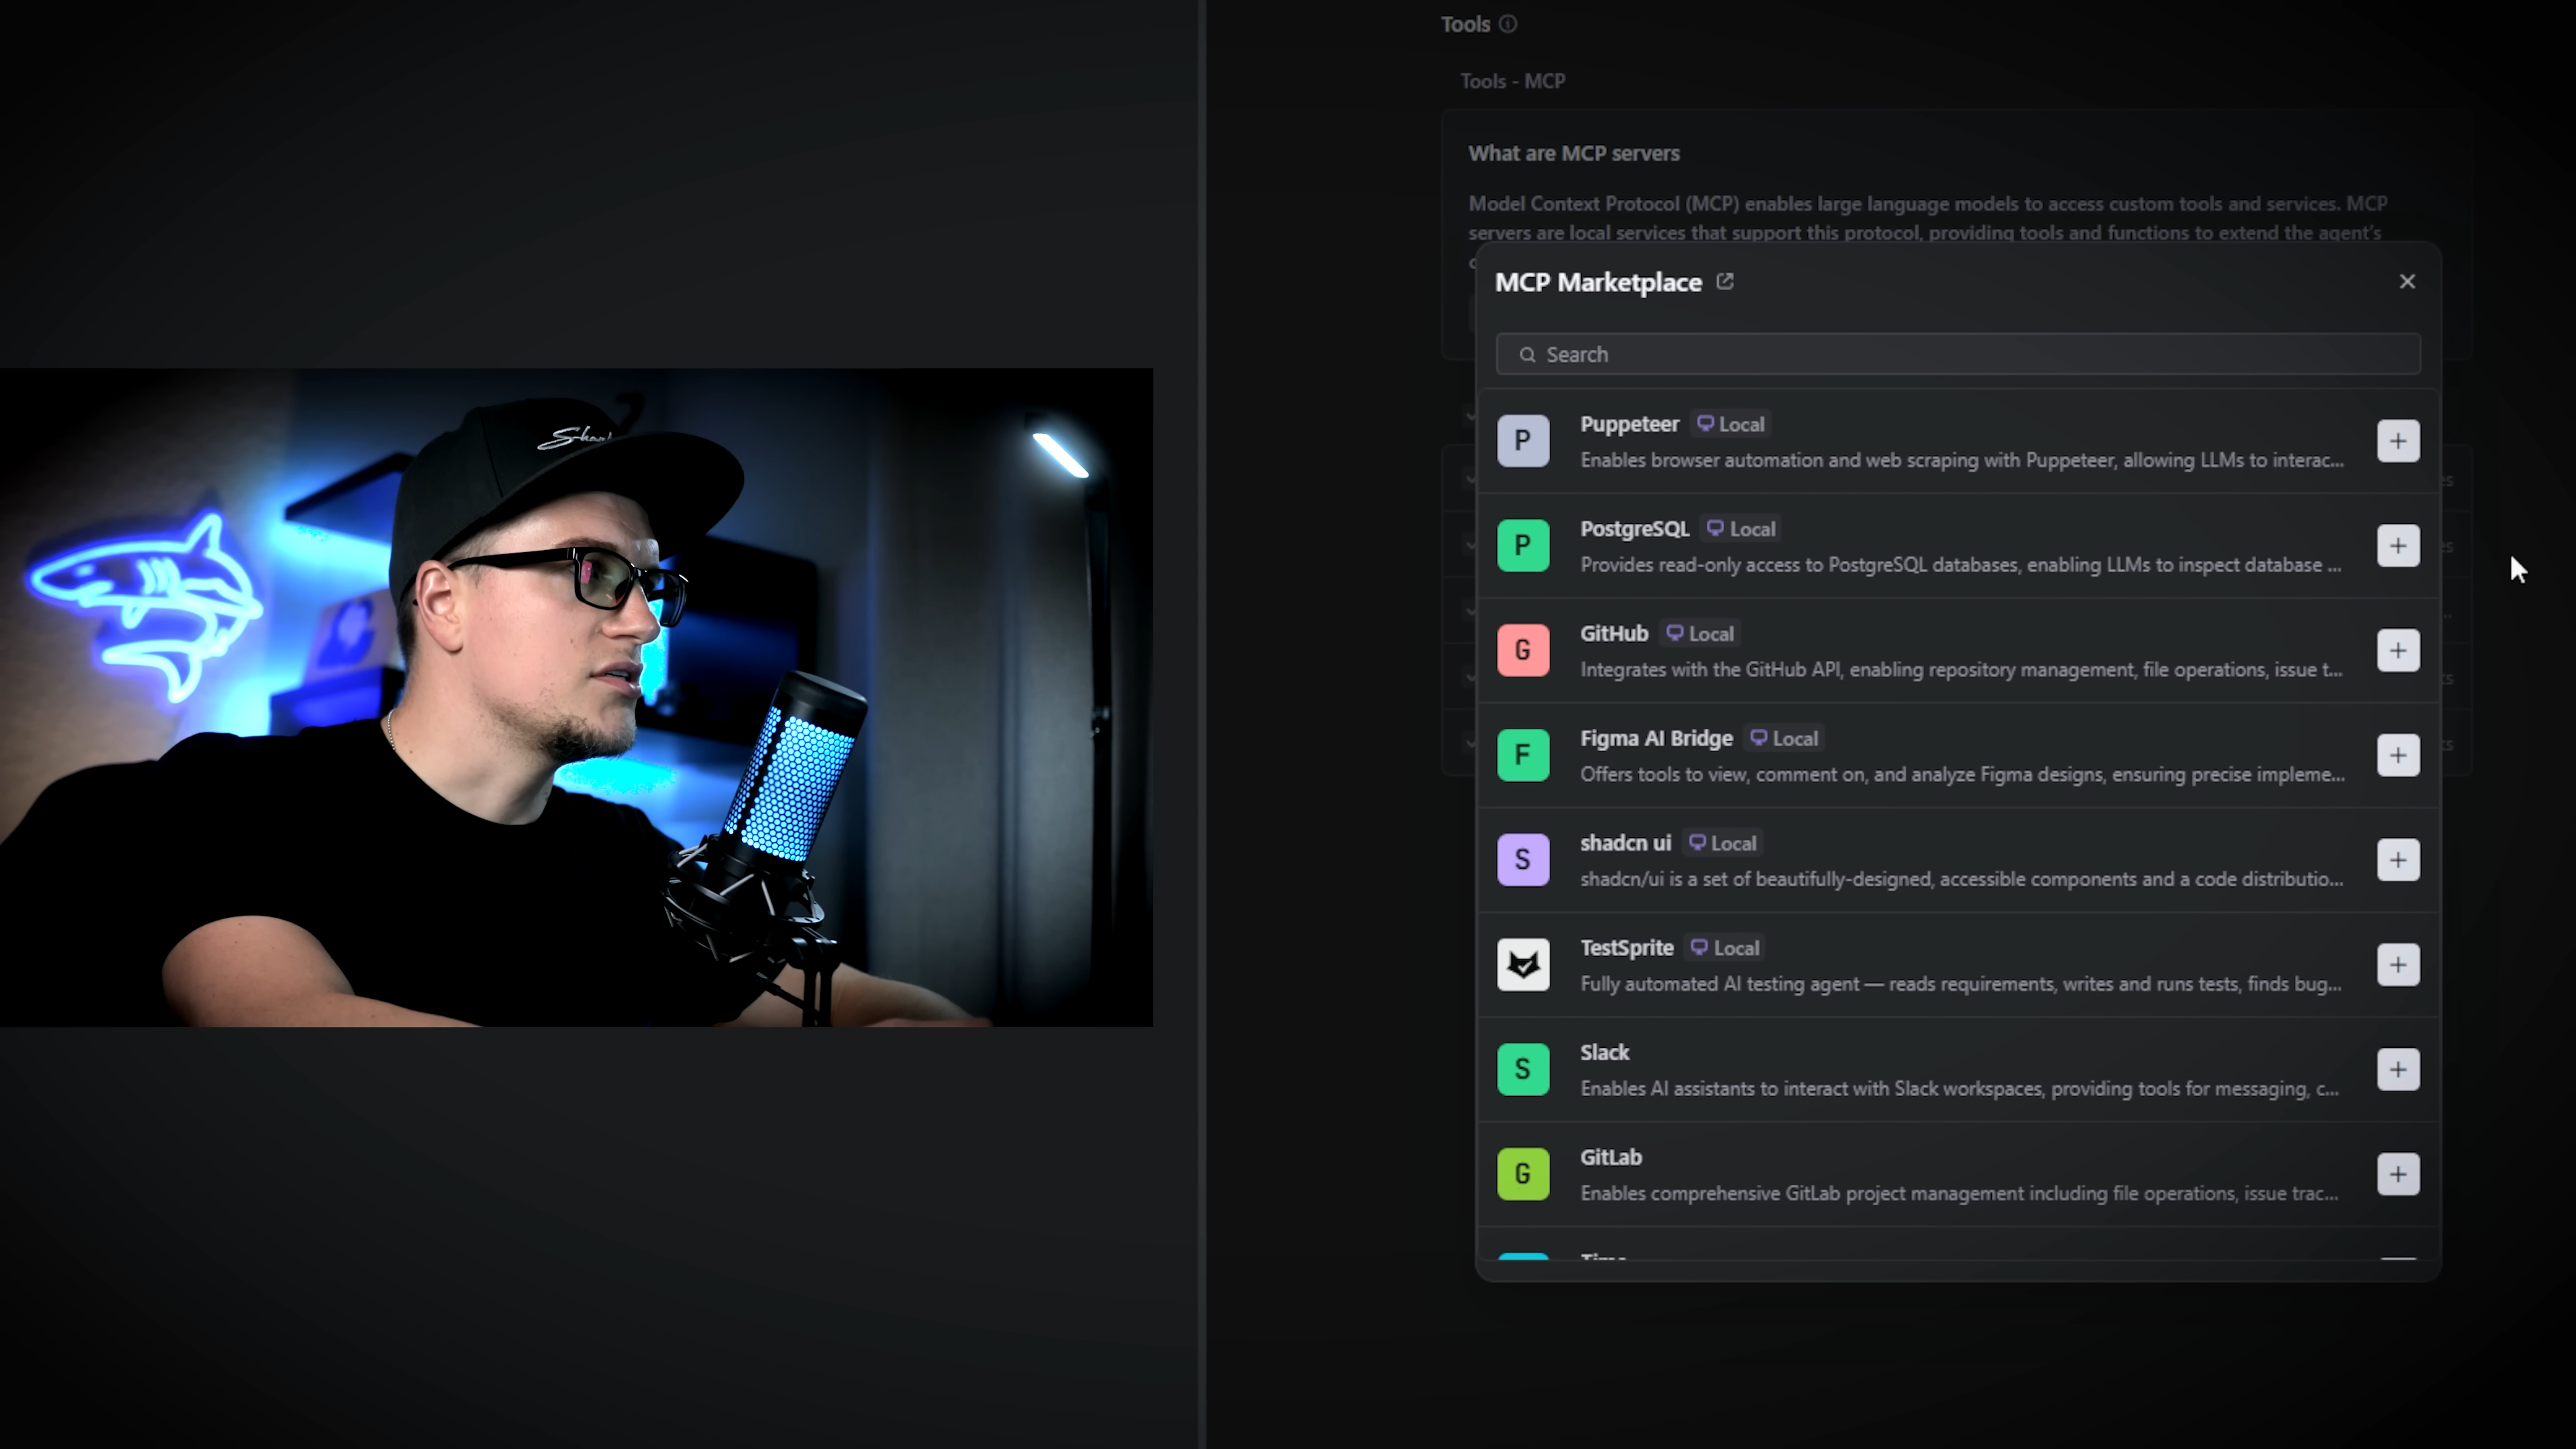 Tools
Tools - MCP
What are MCP servers
Model Context Protocol (MCP) enables large language models to access custom tools and services. MCP
servers are local services that support this protocol, providing tools and functions to extend the agent's
MCP Marketplace
Search
P
Puppeteer
Local
Enables browser automation and web scraping with Puppeteer, allowing LLMs to interac...
P
PostgreSQL
Local
Provides read-only access to PostgreSQL databases, enabling LLMs to inspect database ...
G
GitHub
Local
Integrates with the GitHub API, enabling repository management, file operations, issue t...
F
Figma AI Bridge
Local
Offers tools to view, comment on, and analyze Figma designs, ensuring precise impleme...
S
shadcn ui
Local
shadcn/ui is a set of beautifully-designed, accessible components and a code distributio...
TestSprite
Local
Fully automated AI testing agent — reads requirements, writes and runs tests, finds bug...
S
Slack
Enables AI assistants to interact with Slack workspaces, providing tools for messaging, c...
G
GitLab
Enables comprehensive GitLab project management including file operations, issue trac...